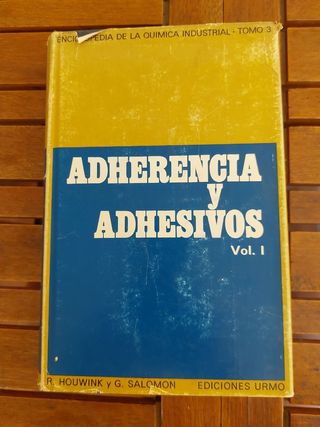 ENCICLOPEDIA DE LA QUIMICA INDUSTRIAL - TOMO 3
ADHERENCIA
y
ADHESIVOS
Vol. I
R. HOUWINK y G. SALOMON EDICIONES URMO